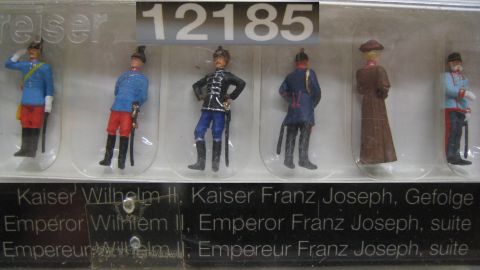 reiser
12185
Kaiser Wilhelm II, Kaiser Franz Joseph, Gefolge
Emperor Wilhlem II, Emperor Franz Joseph, suite
Empereur Wilhelm II, Empereur Franz Joseph, suite